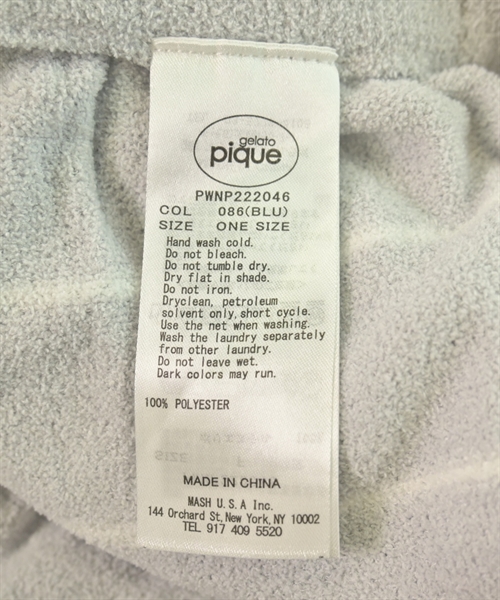 gelato
pique
PWNP222046
COL 086(BLU)
SIZE ONE SIZE
Hand wash cold.
Do not bleach.
Do not tumble dry.
Dry flat in shade.
Do not iron.
Dryclean, petroleum
solvent only, short cycle.
Use the net when washing.
Wash the laundry separately
from other laundry.
Do not leave wet.
Dark colors may run.
100% POLYESTER
MADE IN CHINA
MASH U.S.A Inc.
144 Orchard St, New York, NY 10002
TEL 917 409 5520